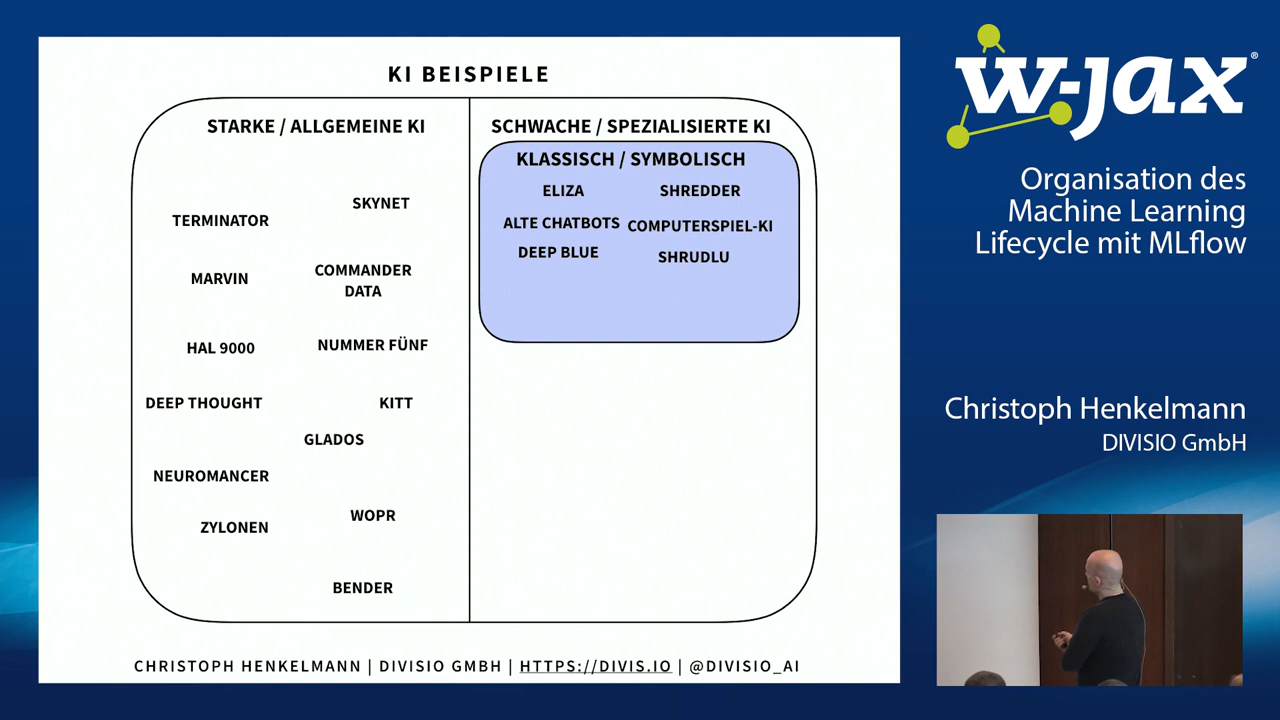 KI BEISPIELE
STARKE / ALLGEMEINE KI
SKYNET
TERMINATOR
MARVIN
COMMANDER
DATA
HAL 9000
NUMMER FÜNF
DEEP THOUGHT
KITT
GLADOS
NEUROMANCER
WOPR
ZYLONEN
BENDER
SCHWACHE / SPEZIALISIERTE KI
KLASSISCH / SYMBOLISCH
ELIZA
SHREDDER
ALTE CHATBOTS
COMPUTERSPIEL-KI
DEEP BLUE
SHRUDLU
CHRISTOPH HENKELMANN | DIVISIO GMBH | HTTPS://DIVIS.IO | @DIVISIO_AI
w-jax®
Organisation des
Machine Learning
Lifecycle mit MLflow
Christoph Henkelmann
DIVISIO GmbH